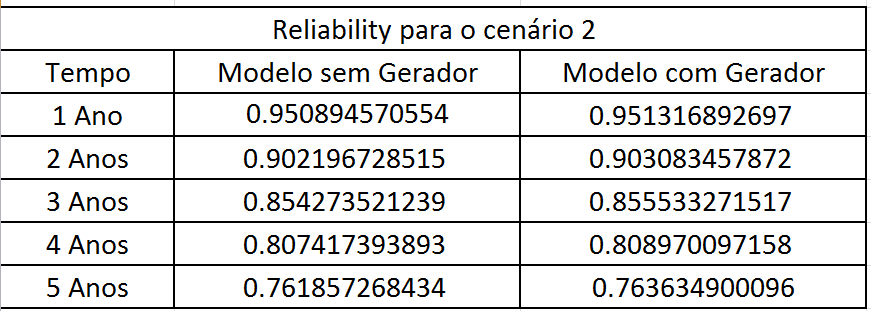 Reliability para o cenário 2
Tempo Modelo sem Gerador Modelo com Gerador
1 Ano 0.950894570554 0.951316892697
2 Anos 0.902196728515 0.903083457872
3 Anos 0.854273521239 0.855533271517
4 Anos 0.807417393893 0.808970097158
5 Anos 0.761857268434 0.763634900096